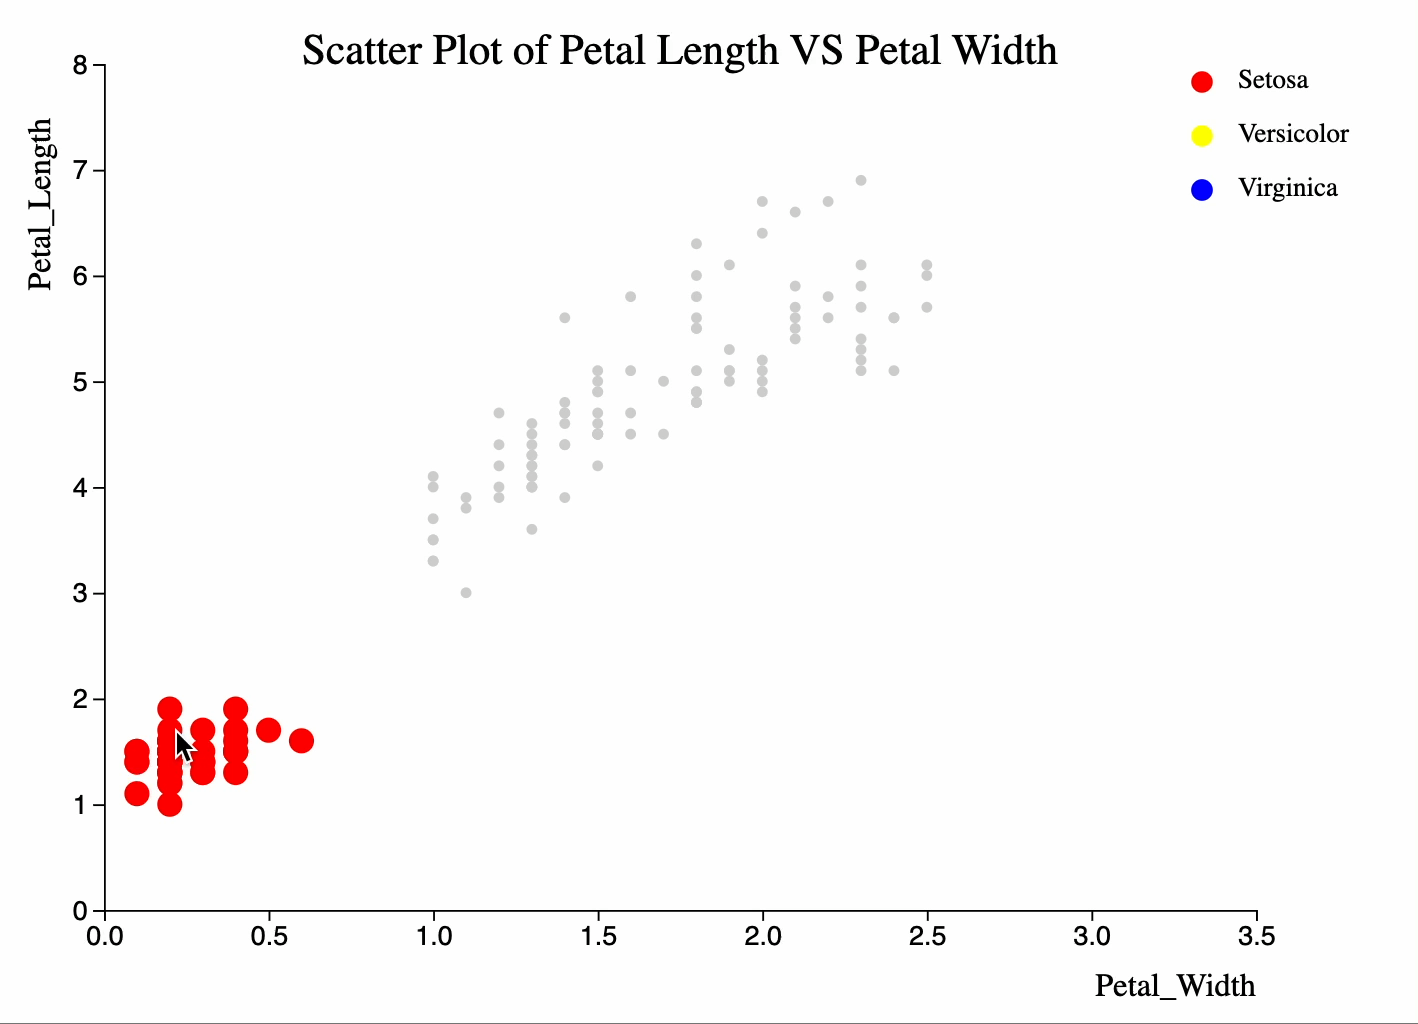 Scatter Plot of Petal Length VS Petal Width
Setosa
Versicolor
Virginica
Petal_Length
8
7
6
5
4
3
2
1
0
0.0 0.5 1.0 1.5 2.0 2.5 3.0 3.5
Petal_Width